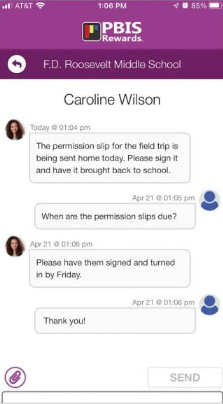 AT&T 1:06 PM 85%
PBIS
Rewards
F.D. Roosevelt Middle School
Caroline Wilson
Today @ 01:04 pm
The permission slip for the field trip is
being sent home today. Please sign it
and have it brought back to school.
Apr 21 @ 01:05 pm
When are the permission slips due?
Apr 21 @ 01:06 pm
Please have them signed and turned
in by Friday.
Apr 21 @ 01:06 pm
Thank you!
SEND